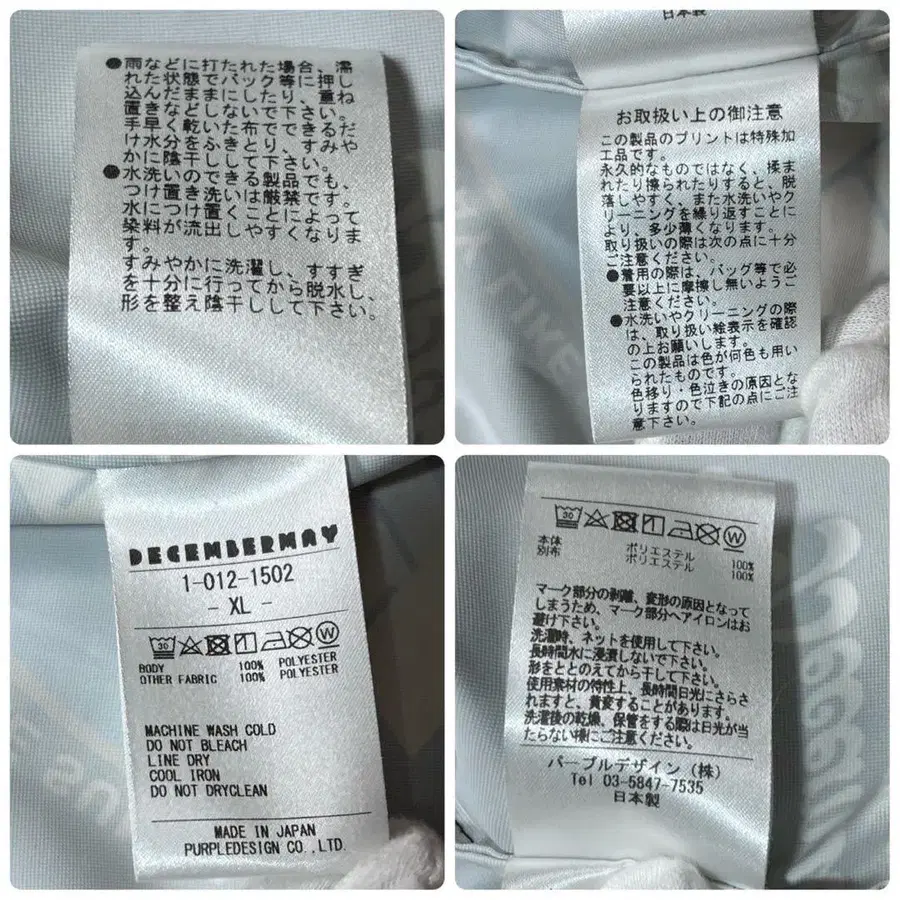 ●雨などに打たれた場合、濡
れた状態でバック等に押し
込んだままにしたり、重ね
置きなどしないで下さい。
手早く乾いた布でできるだ
け水分をふきとり、すみや
かに陰干しして下さい。
●水洗いのできる製品でも、
つけ置き洗いは厳禁です。
水につけ置くことによって
染料が流出しやすくなりま
す。
すみやかに洗濯し、すすぎ
を十分に行ってから脱水し、
形を整え陰干しして下さい。
日本製
お取扱い上の御注意
この製品のプリントは特殊加
工品です。
永久的なものではなく、揉ま
れたり擦られたりすると、脱
落しやすく、また水洗いやク
リーニングを繰り返すことに
より、多少薄くなります。
取り扱いの際は次の点に十分
ご注意ください。
●着用の際は、バッグ等で必
要以上に摩擦し無いようご
注意ください。
●水洗いやクリーニングの際
は、取り扱い絵表示を確認
の上お願いします。
この製品は色が何色も用い
られたものです。
色移り・色泣きの原因とな
りますので下記の点にご注
意下さい。
DECEMBERMAY
1-012-1502
- XL -
30 W
BODY 100% POLYESTER
OTHER FABRIC 100% POLYESTER
MACHINE WASH COLD
DO NOT BLEACH
LINE DRY
COOL IRON
DO NOT DRYCLEAN
MADE IN JAPAN
PURPLEDESIGN CO., LTD.
30 W
本体 ポリエステル 100%
別布 ポリエステル 100%
マーク部分の剥離、変形の原因となって
しまうため、マーク部分へアイロンはお
避け下さい。
洗濯時、ネットを使用して下さい。
長時間水に浸漬しないで下さい。
形をととのえてから干して下さい。
使用素材の特性上、長時間日光にさらさ
れますと、黄変することがあります。
洗濯後の乾燥、保管をする際は日光が当
たらない様にご注意ください。
パープルデザイン（株）
Tel 03-5847-7535
日本製